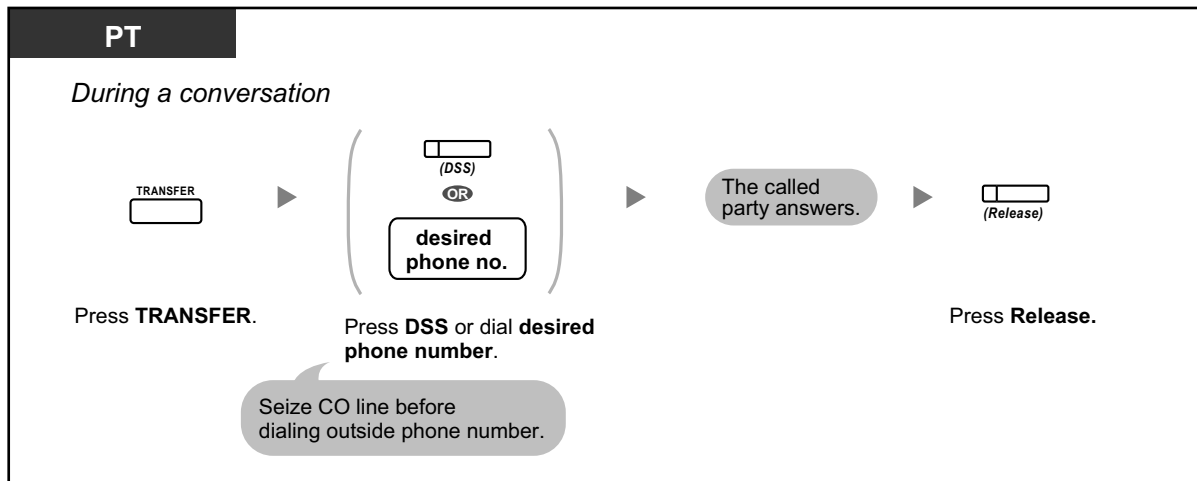 PT
During a conversation
TRANSFER
(DSS)
OR
desired
phone no.
The called
party answers.
(Release)
Press TRANSFER.
Press DSS or dial desired
phone number.
Press Release.
Seize CO line before
dialing outside phone number.